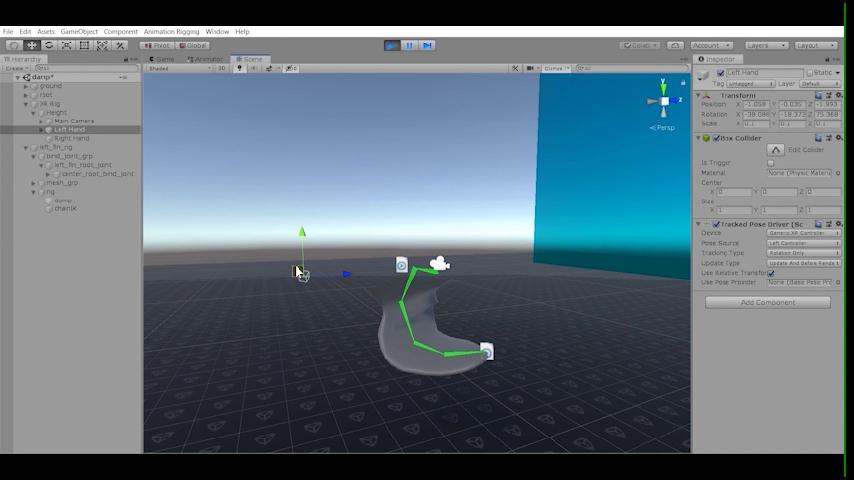 File Edit Assets GameObject Component Animation Rigging Window Help
Pivot Global Collab Account Layers Layout
Hierarchy Game Animator Scene Inspector
Create
Shaded 2D Gizmos
Left Hand Static
Tag Untagged Layer Default
ground
root
XR Rig
Height
Main Camera
Left Hand
Right Hand
left_fin_rig
bind_joint_grp
left_fin_root_joint
center_root_bind_joint
mesh_grp
rig
damp
chainIK
y
z
Persp
Transform
Position X -1.058 Y -0.035 Z -1.993
Rotation X Y -18.373 Z 75.368
Scale X 0.1 Y 0.1 Z 0.1
Box Collider
Edit Collider
Is Trigger
Material None (Physic Materi
Center
X 0 Y 0 Z 0
Size
X 1 Y 1 Z 1
Tracked Pose Driver (Sc
Device Generic XR Controller
Pose Source Left Controller
Tracking Type Rotation Only
Update Type Update And Before Rende
Use Relative Transfor
Use Pose Provider None (Base Pose Pr
Add Component